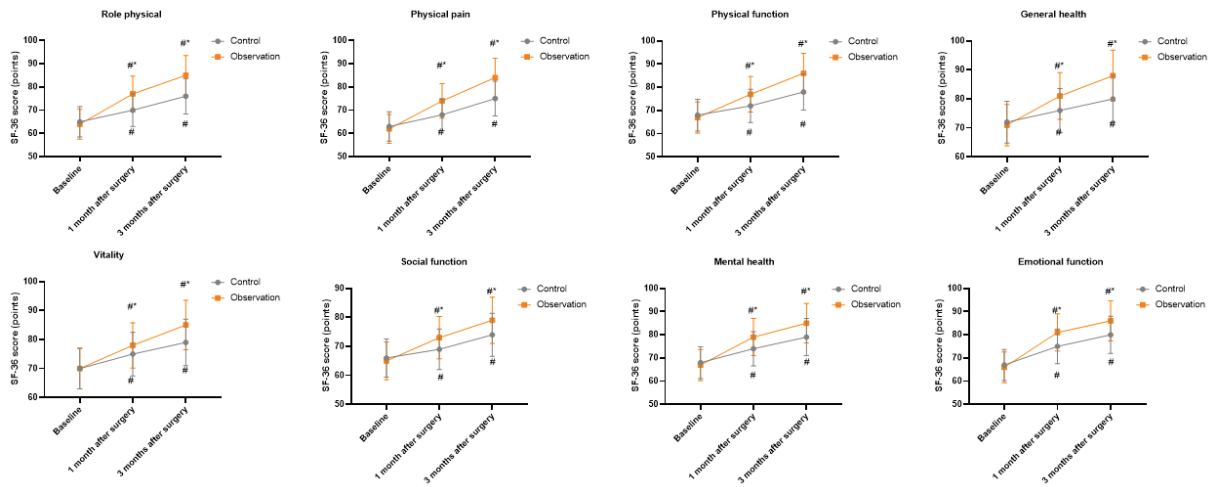 Role physical
SF-36 score (points)
100
90
80
70
60
50
#*
#*
#
#
Control
Observation
Baseline
1 month after surgery
3 months after surgery
Physical pain
SF-36 score (points)
100
90
80
70
60
50
#*
#*
#
#
Control
Observation
Baseline
1 month after surgery
3 months after surgery
Physical function
SF-36 score (points)
100
90
80
70
60
50
#*
#*
#
#
Control
Observation
Baseline
1 month after surgery
3 months after surgery
General health
SF-36 score (points)
100
90
80
70
60
#*
#*
#
#
Control
Observation
Baseline
1 month after surgery
3 months after surgery
Vitality
SF-36 score (points)
100
90
80
70
60
#*
#*
#
#
Control
Observation
Baseline
1 month after surgery
3 months after surgery
Social function
SF-36 score (points)
90
80
70
60
50
#*
#*
#
#
Control
Observation
Baseline
1 month after surgery
3 months after surgery
Mental health
SF-36 score (points)
100
90
80
70
60
50
#*
#*
#
#
Control
Observation
Baseline
1 month after surgery
3 months after surgery
Emotional function
SF-36 score (points)
100
90
80
70
60
50
#*
#*
#
#
Control
Observation
Baseline
1 month after surgery
3 months after surgery